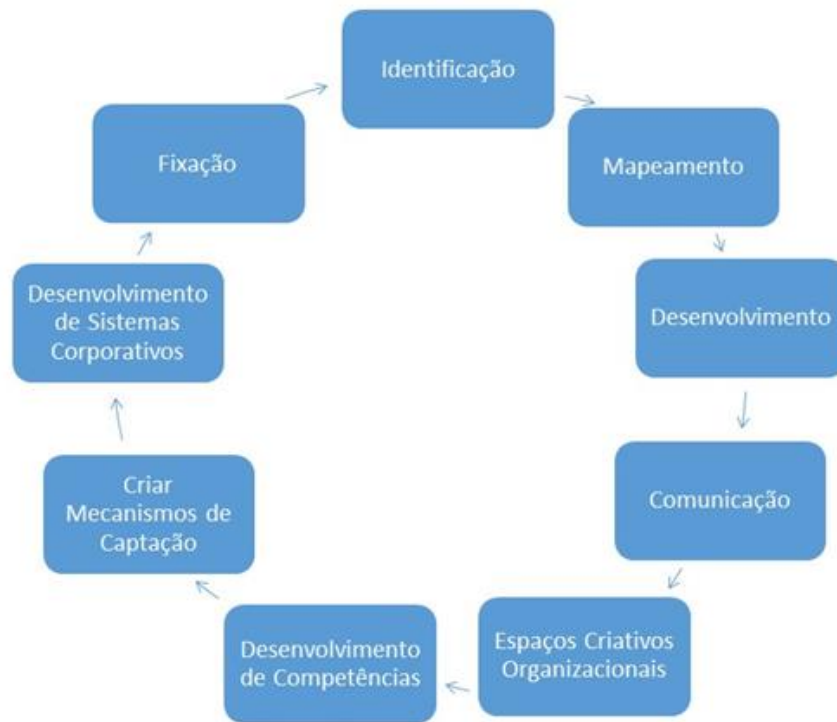 Identificação
Mapeamento
Desenvolvimento
Comunicação
Espaços Criativos
Organizacionais
Desenvolvimento
de Competências
Criar
Mecanismos de
Captação
Desenvolvimento
de Sistemas
Corporativos
Fixação